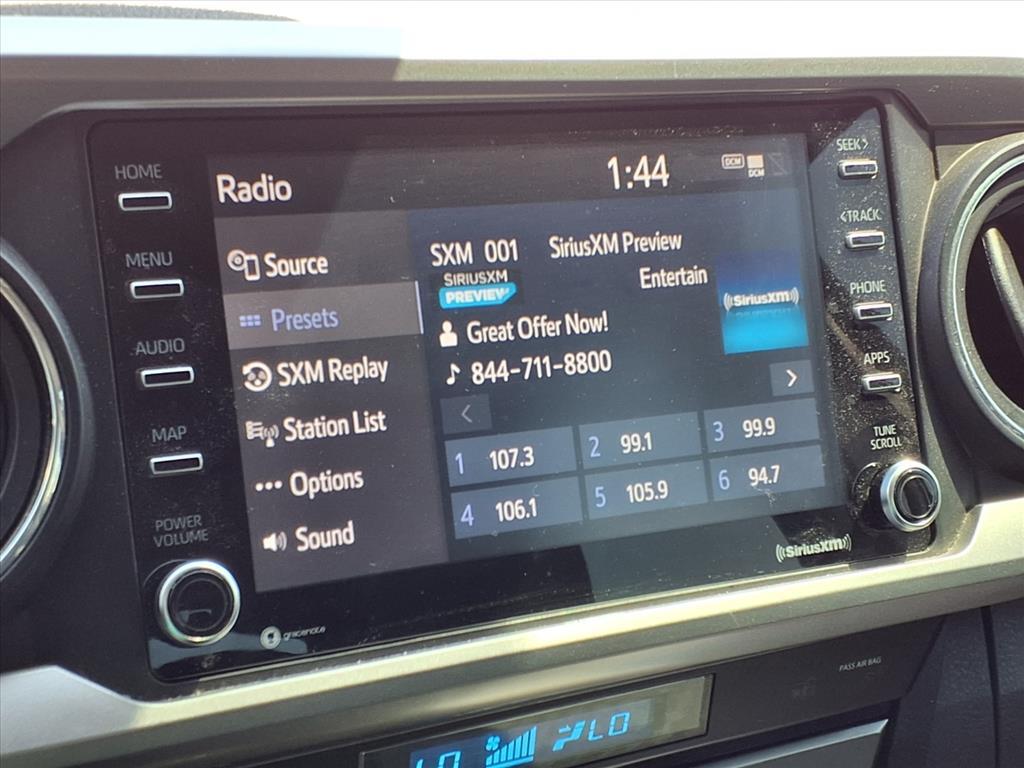 HOME
MENU
AUDIO
MAP
POWER
VOLUME
Radio
1:44
DCM
DCM
Source
Presets
SXM Replay
Station List
Options
Sound
SXM 001 SiriusXM Preview
Entertain
SIRIUSXM
PREVIEW
Great Offer Now!
844-711-8800
((SiriusXM))
<
>
1 107.3
2 99.1
3 99.9
4 106.1
5 105.9
6 94.7
SEEK>
<TRACK
PHONE
APPS
TUNE
SCROLL
((SiriusXM))
gracenote
PASS AIR BAG
LO
LO